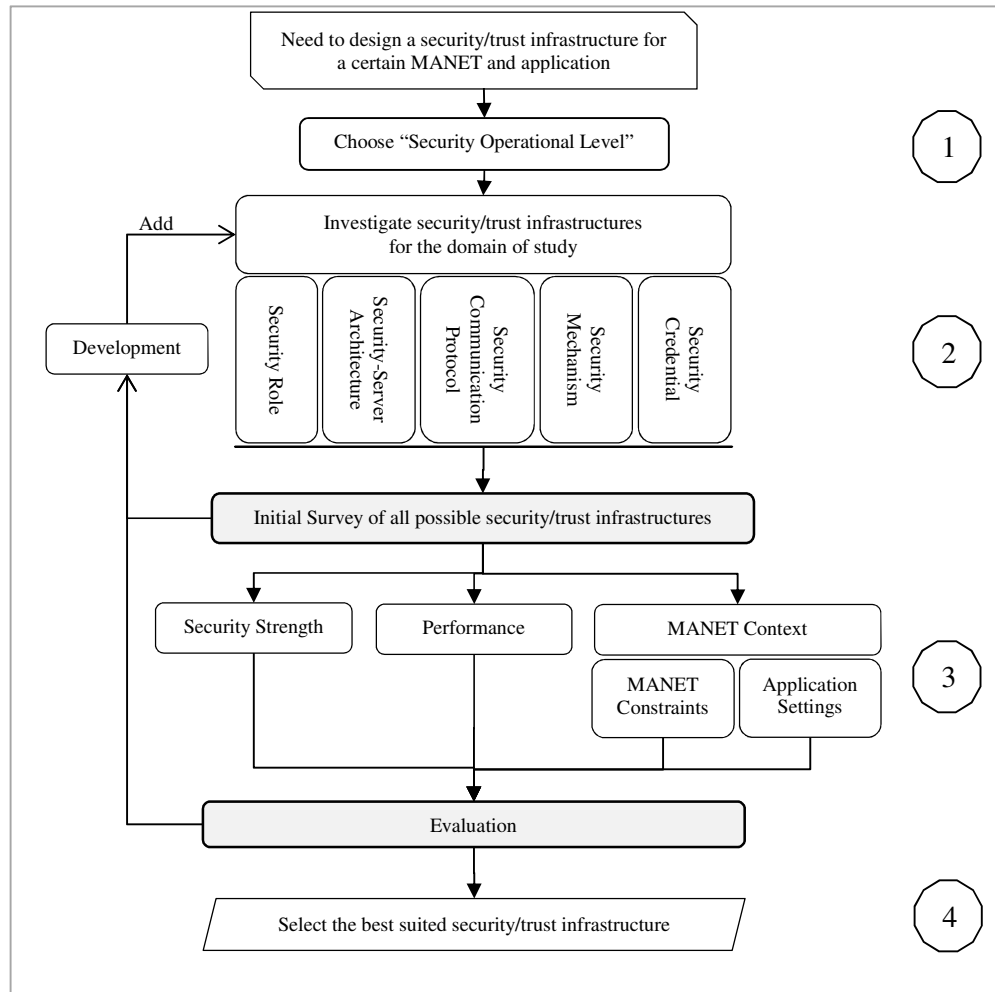 Need to design a security/trust infrastructure for
a certain MANET and application
Choose “Security Operational Level”
1
Add
Investigate security/trust infrastructures
for the domain of study
Development
Security Role
Security-Server
Architecture
Security
Communication
Protocol
Security
Mechanism
Security
Credential
2
Initial Survey of all possible security/trust infrastructures
Security Strength
Performance
MANET Context
MANET
Constraints
Application
Settings
3
Evaluation
Select the best suited security/trust infrastructure
4